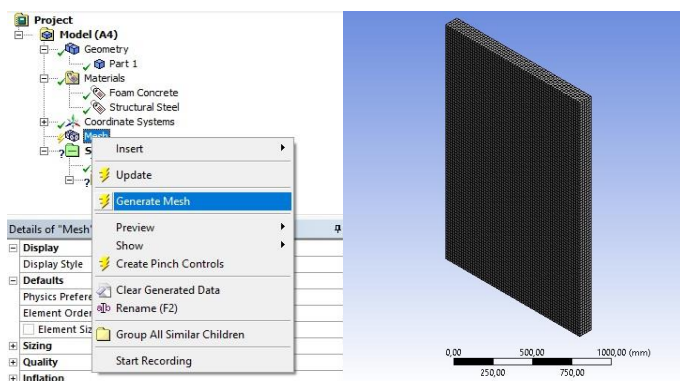 Project
Model (A4)
Geometry
Part 1
Materials
Foam Concrete
Structural Steel
Coordinate Systems
Mesh
S
Insert
Update
Generate Mesh
Preview
Show
Create Pinch Controls
Clear Generated Data
Rename (F2)
Group All Similar Children
Start Recording
Details of "Mesh"
Display
Display Style
Defaults
Physics Prefere
Element Order
Element Siz
Sizing
Quality
Inflation
0,00 500,00 1000,00 (mm)
250,00 750,00